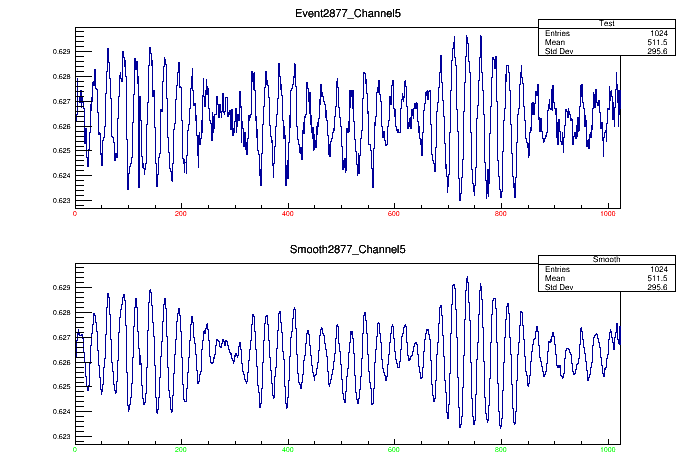 Event2877_Channel5
Test
Entries 1024
Mean 511.5
Std Dev 295.6
0.629
0.628
0.627
0.626
0.625
0.624
0.623
0 200 400 600 800 1000
Smooth2877_Channel5
Smooth
Entries 1024
Mean 511.5
Std Dev 295.6
0.629
0.628
0.627
0.626
0.625
0.624
0.623
0 200 400 600 800 1000